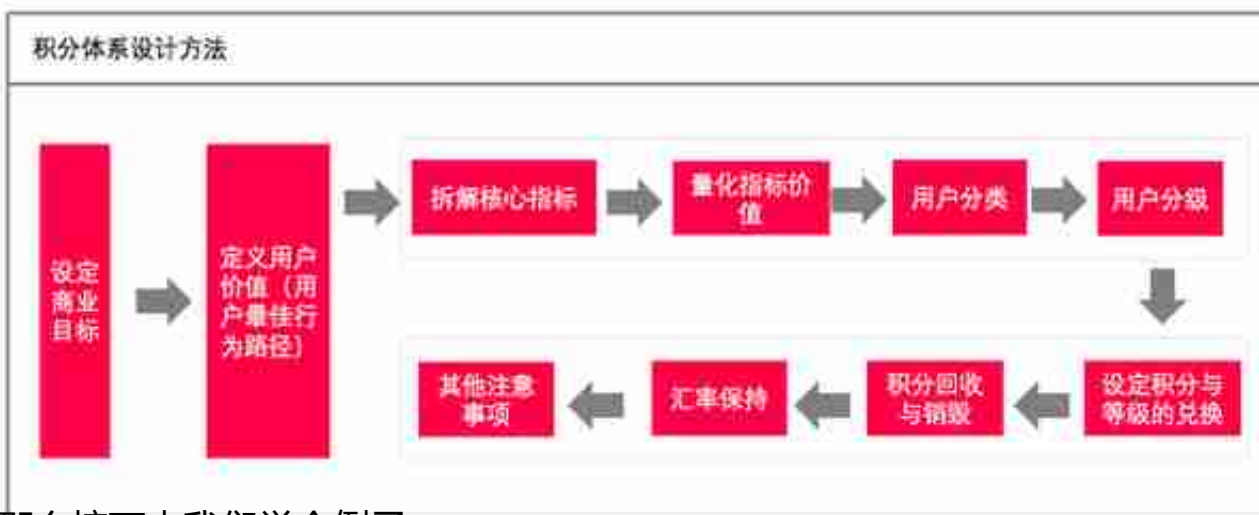 积分体系设计方法
设定
商业
目标
定义用户
价值（用
户最佳行
为路径）
拆解核心指标
量化指标价
值
用户分类
用户分级
设定积分与
等级的兑换
积分回收
与销毁
汇率保持
其他注意
事项